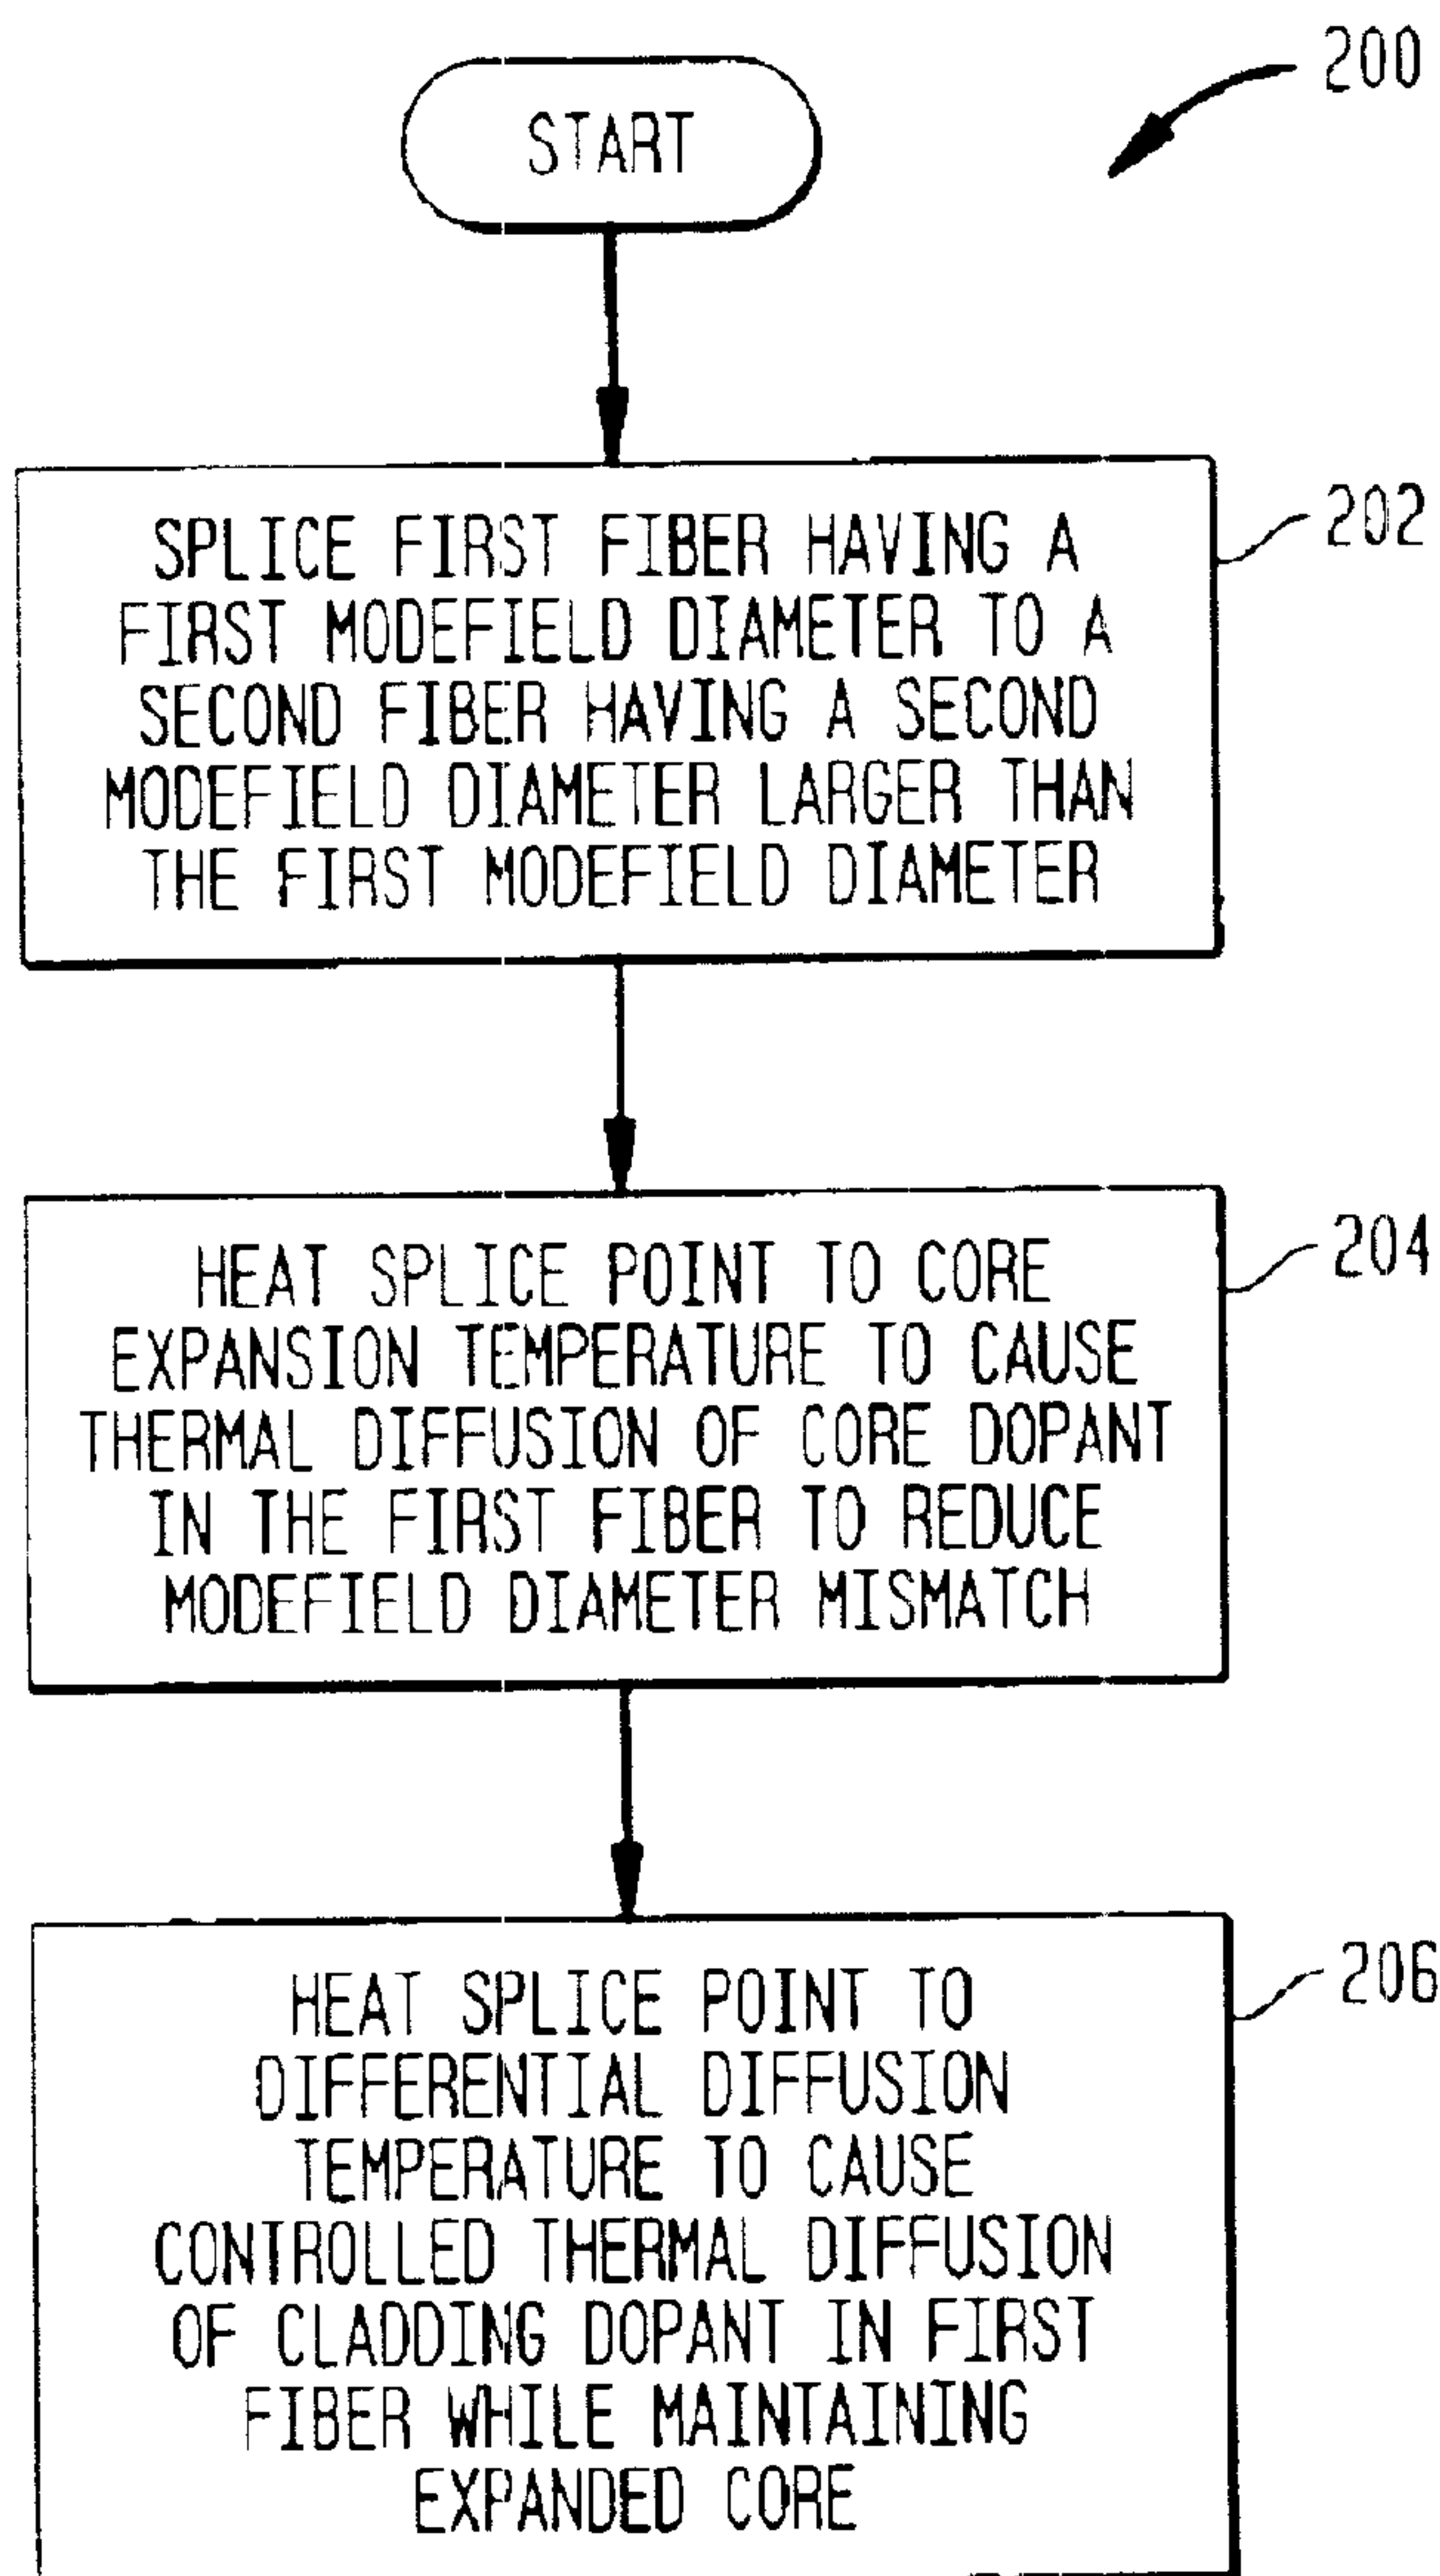 200
START
202
SPLICE FIRST FIBER HAVING A
FIRST MODEFIELD DIAMETER TO A
SECOND FIBER HAVING A SECOND
MODEFIELD DIAMETER LARGER THAN
THE FIRST MODEFIELD DIAMETER
204
HEAT SPLICE POINT TO CORE
EXPANSION TEMPERATURE TO CAUSE
THERMAL DIFFUSION OF CORE DOPANT
IN THE FIRST FIBER TO REDUCE
MODEFIELD DIAMETER MISMATCH
206
HEAT SPLICE POINT TO
DIFFERENTIAL DIFFUSION
TEMPERATURE TO CAUSE
CONTROLLED THERMAL DIFFUSION
OF CLADDING DOPANT IN FIRST
FIBER WHILE MAINTAINING
EXPANDED CORE